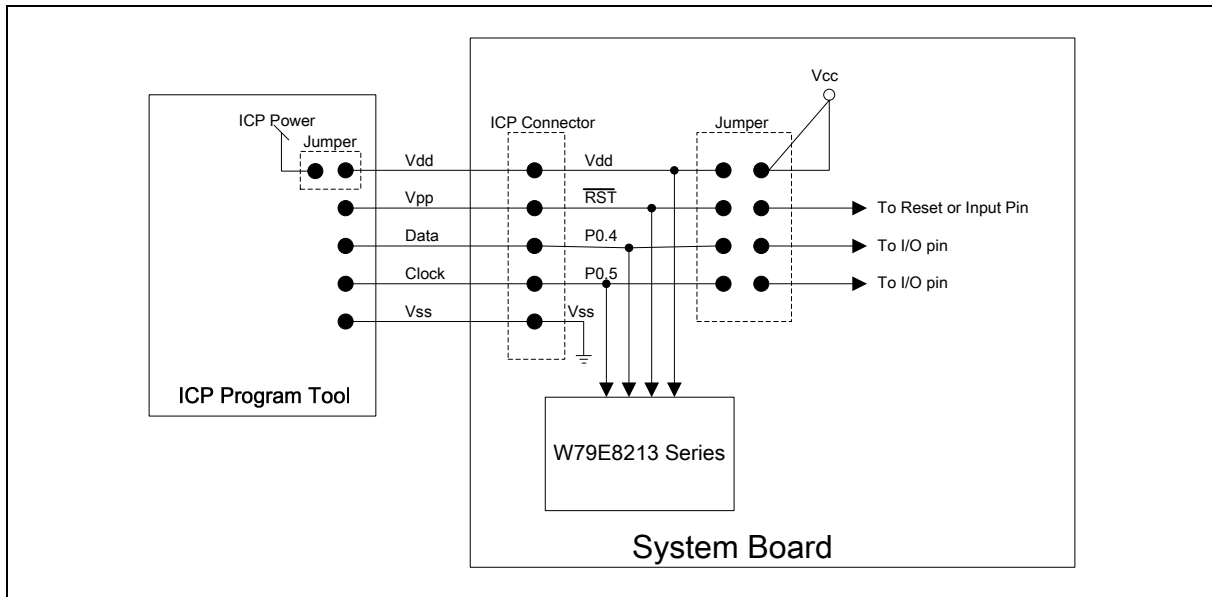 Vcc
ICP Power
Jumper
ICP Connector
Jumper
Vdd
Vdd
Vpp
RST
To Reset or Input Pin
Data
P0.4
To I/O pin
Clock
P0.5
To I/O pin
Vss
Vss
ICP Program Tool
W79E8213 Series
System Board